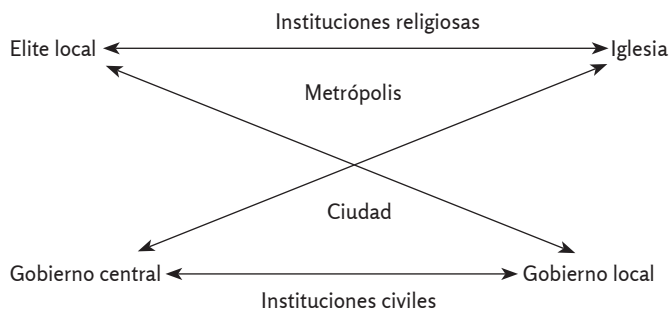 Instituciones religiosas
Elite local
Iglesia
Metrópolis
Ciudad
Gobierno central
Gobierno local
Instituciones civiles